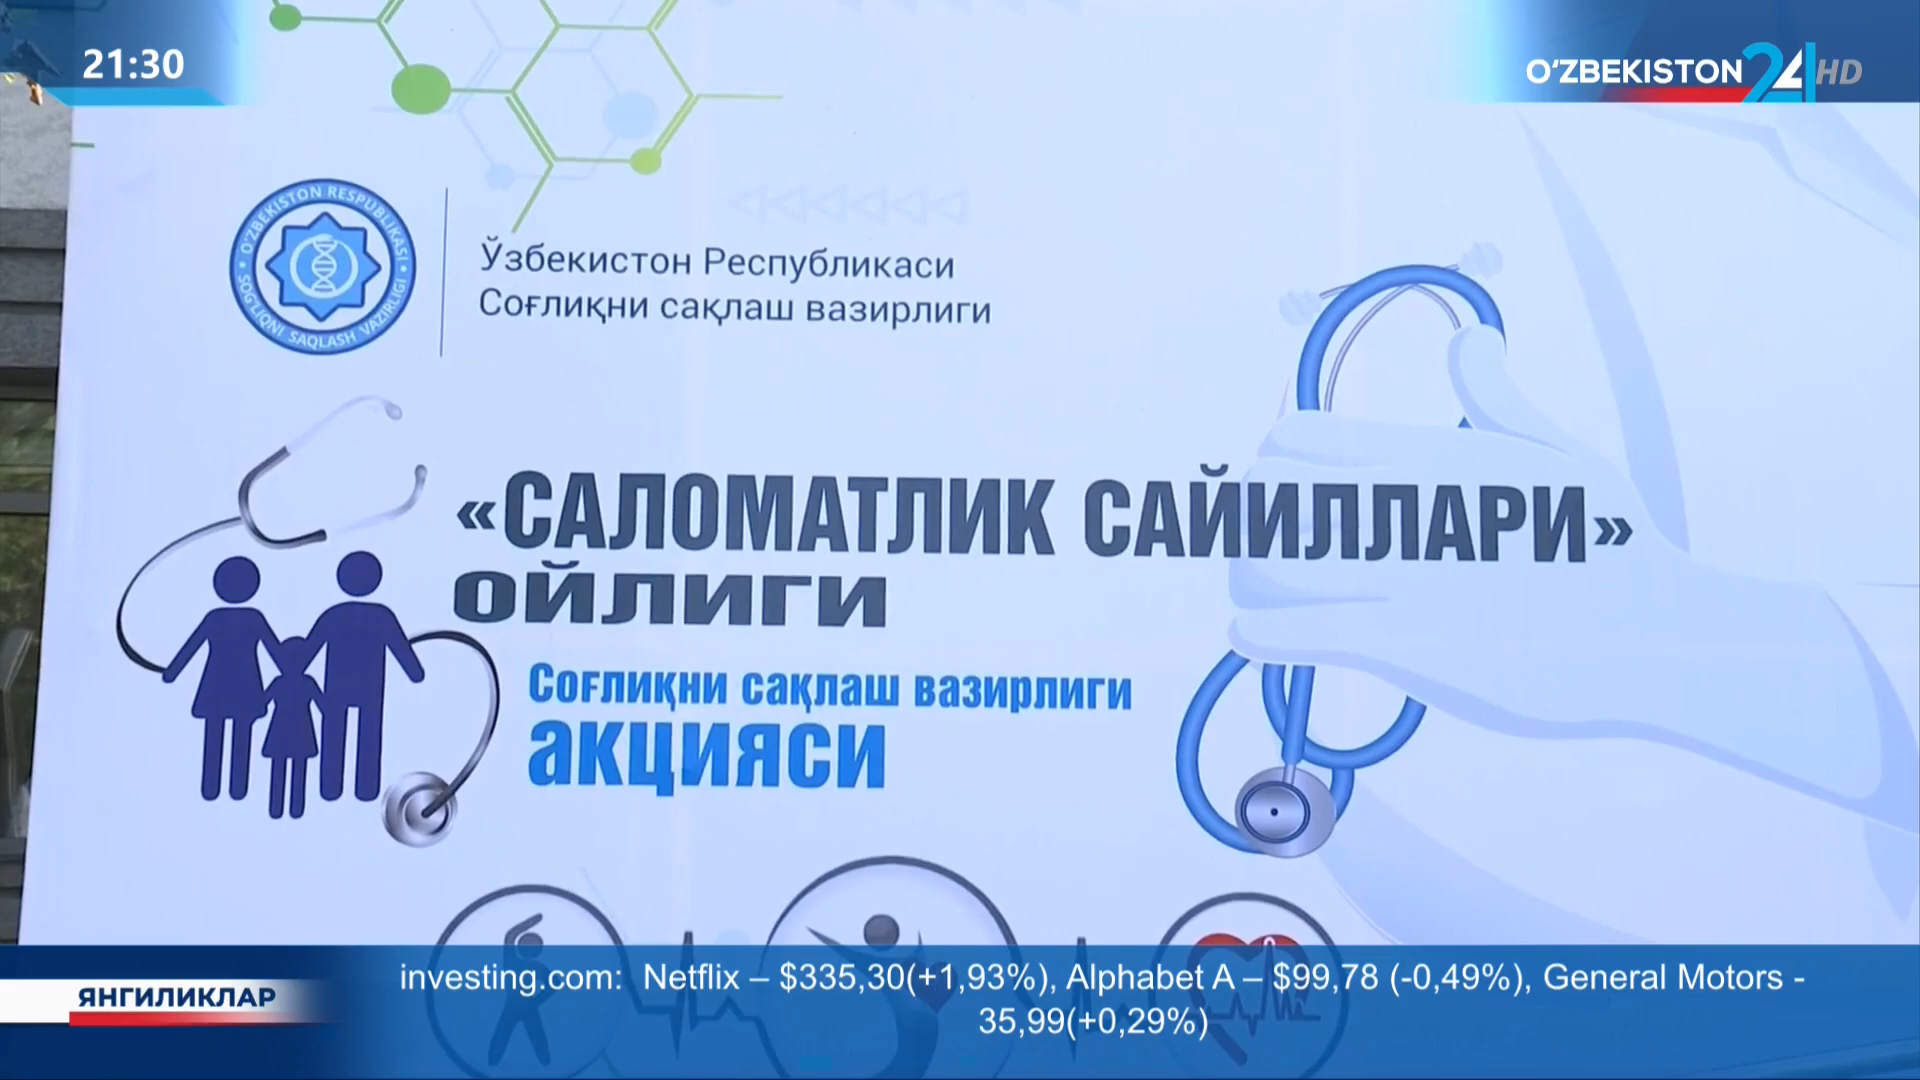 21:30
O‘ZBEKISTON 24 HD
O‘ZBEKISTON RESPUBLIKASI
SOG‘LIQNI SAQLASH VAZIRLIGI
Ўзбекистон Республикаси
Соғлиқни сақлаш вазирлиги
«САЛОМАТЛИК САЙИЛЛАРИ»
ОЙЛИГИ
Соғлиқни сақлаш вазирлиги
акцияси
ЯНГИЛИКЛАР
investing.com: Netflix – $335,30(+1,93%), Alphabet A – $99,78 (-0,49%), General Motors -
35,99(+0,29%)